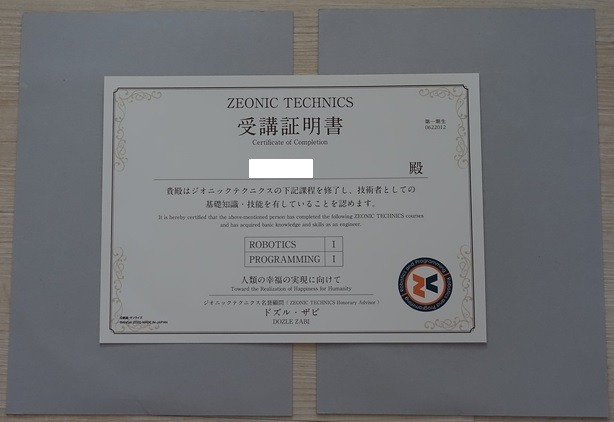 ZEONIC TECHNICS
受講証明書
Certificate of Completion
第一期生
0622012
殿
貴殿はジオニックテクニクスの下記課程を修了し、技術者としての
基礎知識・技能を有していることを認めます。
It is hereby certified that the above-mentioned person has completed the following ZEONIC TECHNICS courses
and has acquired basic knowledge and skills as an engineer.
ROBOTICS I
PROGRAMMING I
人類の幸福の実現に向けて
Toward the Realization of Happiness for Humanity
ジオニックテクニクス名誉顧問 ( ZEONIC TECHNICS Honorary Advisor )
ドズル・ザビ
DOZLE ZABI
Robotics And Programming